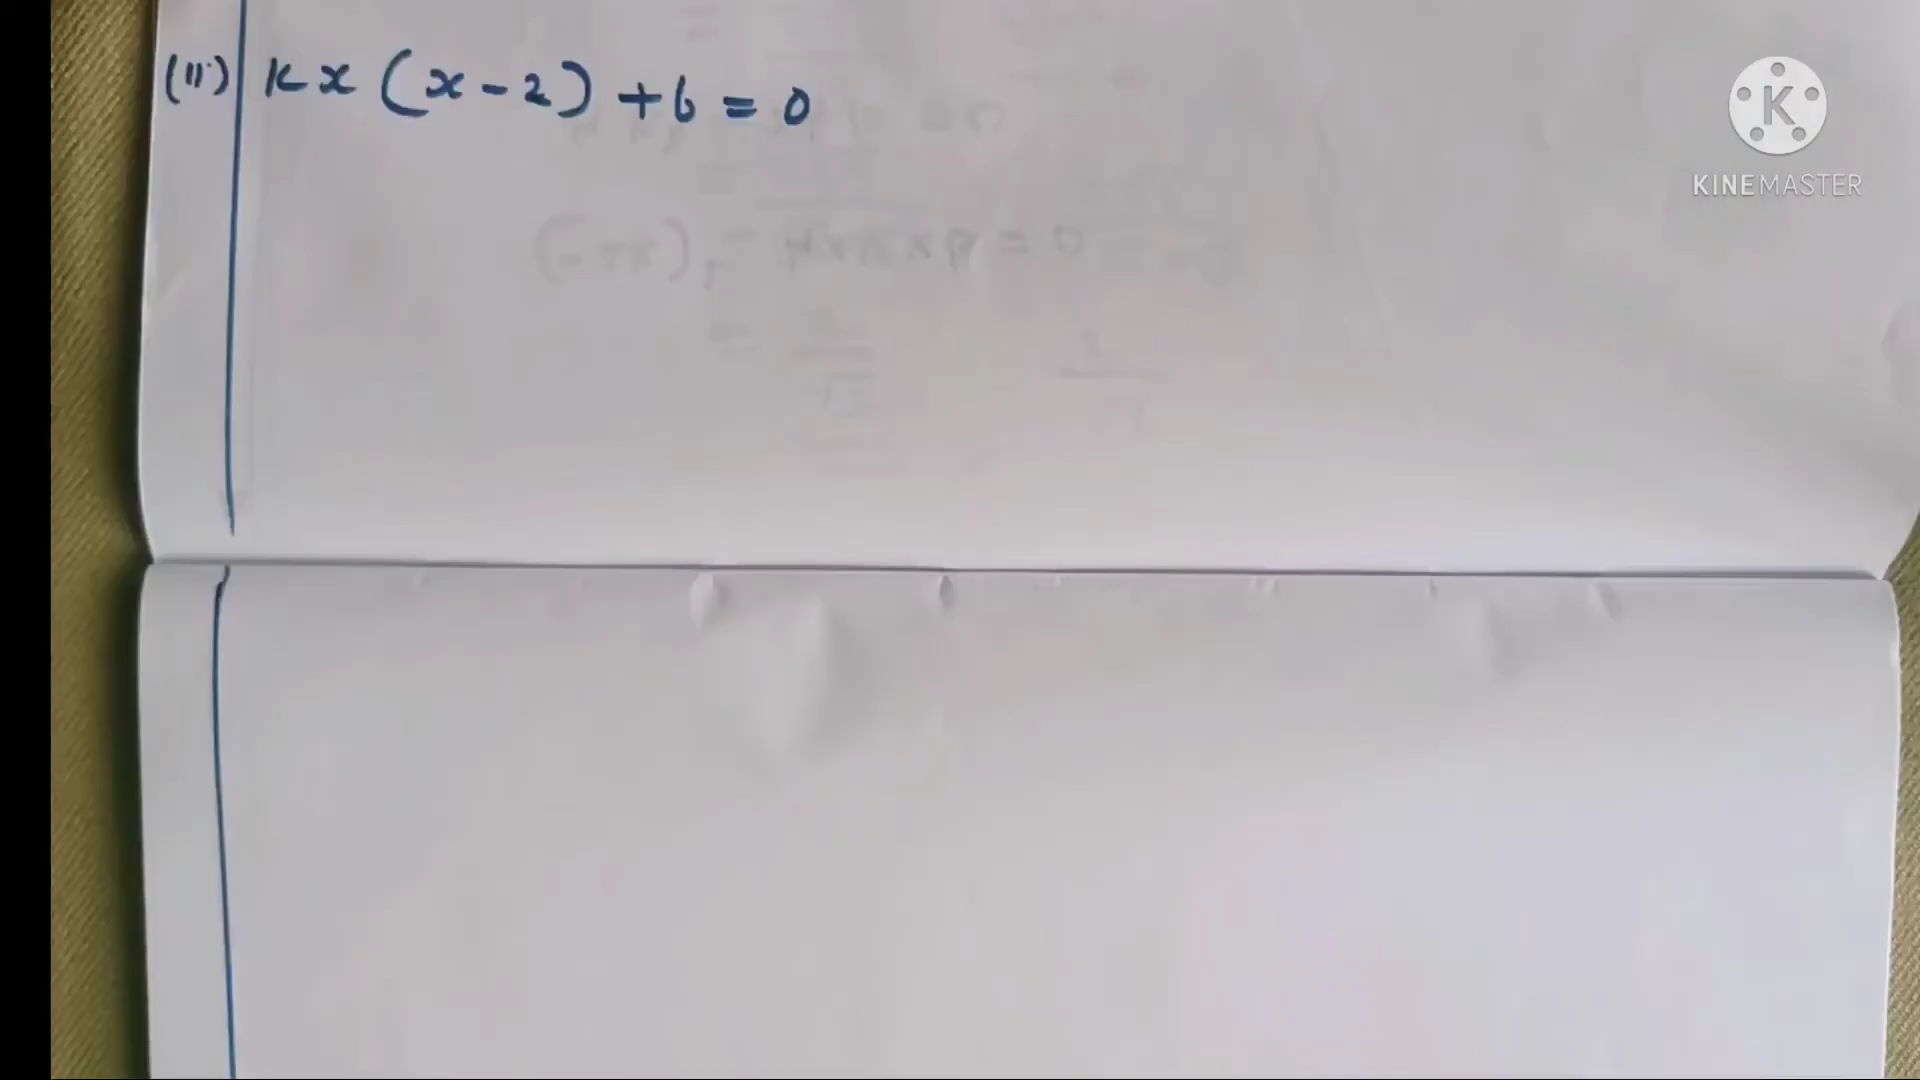 (ii) kx (x - 2) + 6 = 0
KINEMASTER